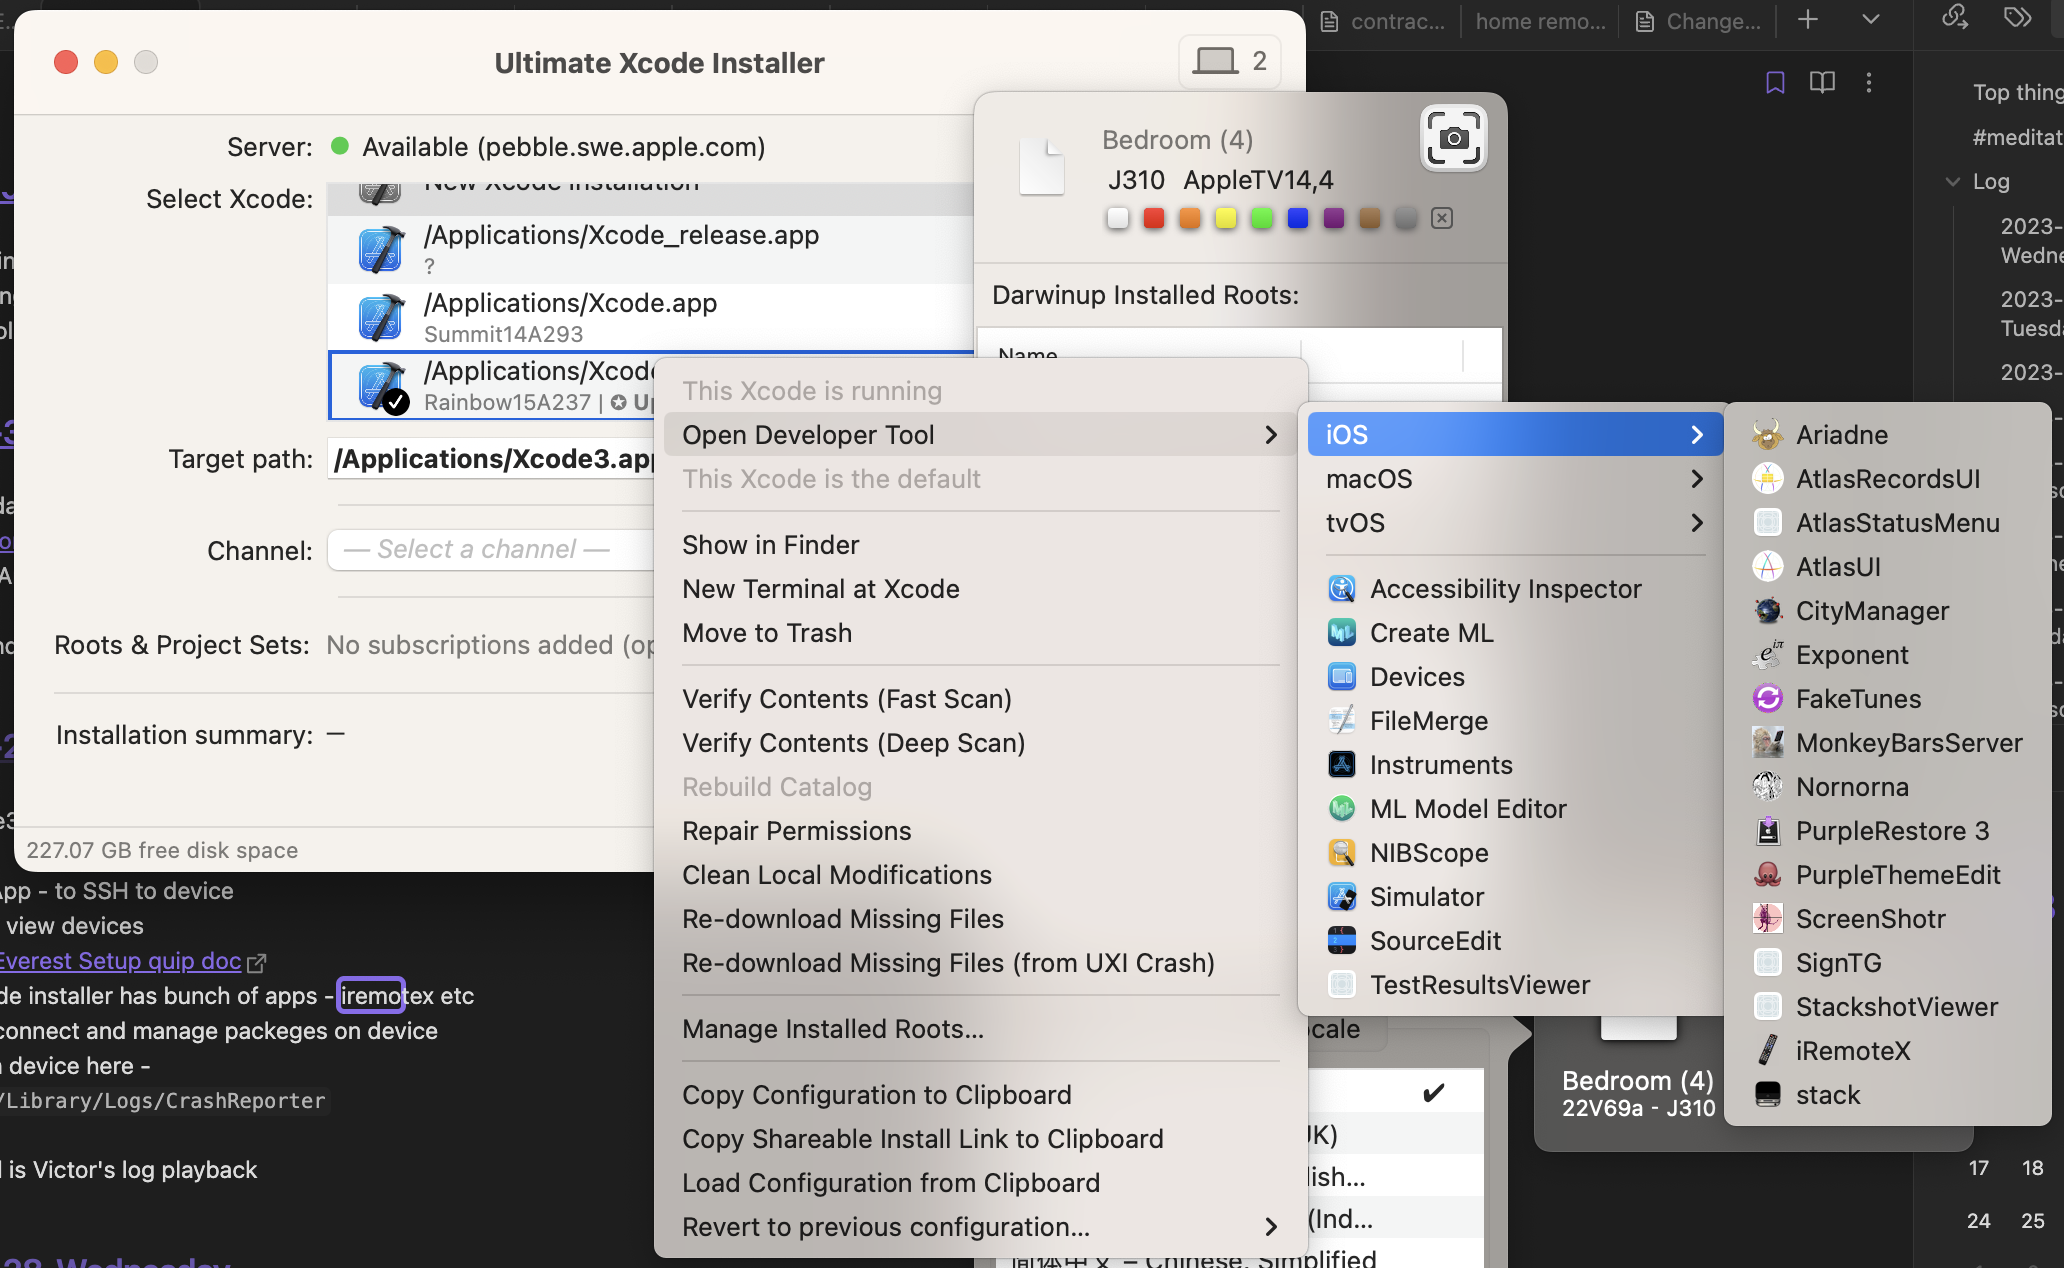 contrac...
home remo...
Change...
Ultimate Xcode Installer
2
Server:
Available (pebble.swe.apple.com)
Select Xcode:
New Xcode Installation
/Applications/Xcode_release.app
?
/Applications/Xcode.app
Summit14A293
/Applications/Xcode
Rainbow15A237 |
Target path:
/Applications/Xcode3.app
Channel:
— Select a channel —
Roots & Project Sets:
No subscriptions added
Installation summary: —
227.07 GB free disk space
Bedroom (4)
J310 AppleTV14,4
Darwinup Installed Roots:
Name
This Xcode is running
Open Developer Tool
This Xcode is the default
Show in Finder
New Terminal at Xcode
Move to Trash
Verify Contents (Fast Scan)
Verify Contents (Deep Scan)
Rebuild Catalog
Repair Permissions
Clean Local Modifications
Re-download Missing Files
Re-download Missing Files (from UXI Crash)
Manage Installed Roots...
Copy Configuration to Clipboard
Copy Shareable Install Link to Clipboard
Load Configuration from Clipboard
Revert to previous configuration...
iOS
macOS
tvOS
Accessibility Inspector
Create ML
Devices
FileMerge
Instruments
ML Model Editor
NIBScope
Simulator
SourceEdit
TestResultsViewer
Ariadne
AtlasRecordsUI
AtlasStatusMenu
AtlasUI
CityManager
Exponent
FakeTunes
MonkeyBarsServer
Nornorna
PurpleRestore 3
PurpleThemeEdit
ScreenShotr
SignTG
StackshotViewer
iRemoteX
stack
Bedroom (4)
22V69a - J310
cale
UK)
lish...
(Ind...
简体中文 – Chinese, Simplified
App - to SSH to device
view devices
Everest Setup quip doc
de installer has bunch of apps - iremotex etc
connect and manage packeges on device
device here -
/Library/Logs/CrashReporter
is Victor's log playback
28 Wednesday
Top thing
#meditat
Log
2023-
Wedne
2023-
Tuesda
2023-
17 18
24 25